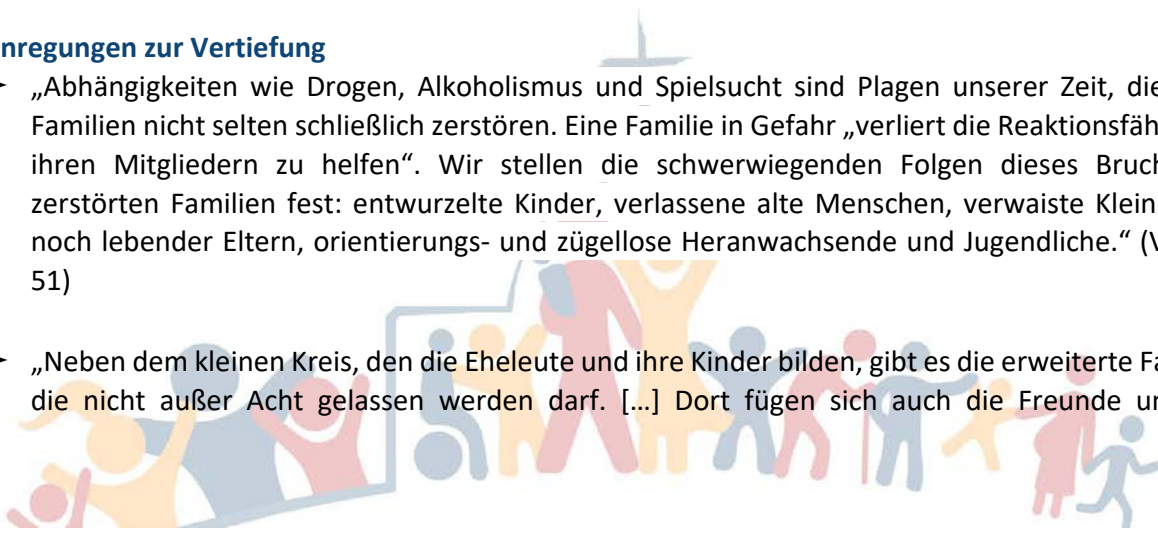 nregungen zur Vertiefung
„Abhängigkeiten wie Drogen, Alkoholismus und Spielsucht sind Plagen unserer Zeit, die
Familien nicht selten schließlich zerstören. Eine Familie in Gefahr „verliert die Reaktionsfäh
ihren Mitgliedern zu helfen“. Wir stellen die schwerwiegenden Folgen dieses Bruch
zerstörten Familien fest: entwurzelte Kinder, verlassene alte Menschen, verwaiste Klein
noch lebender Eltern, orientierungs- und zügellose Heranwachsende und Jugendliche.“ (V
51)
„Neben dem kleinen Kreis, den die Eheleute und ihre Kinder bilden, gibt es die erweiterte Fa
die nicht außer Acht gelassen werden darf. […] Dort fügen sich auch die Freunde un